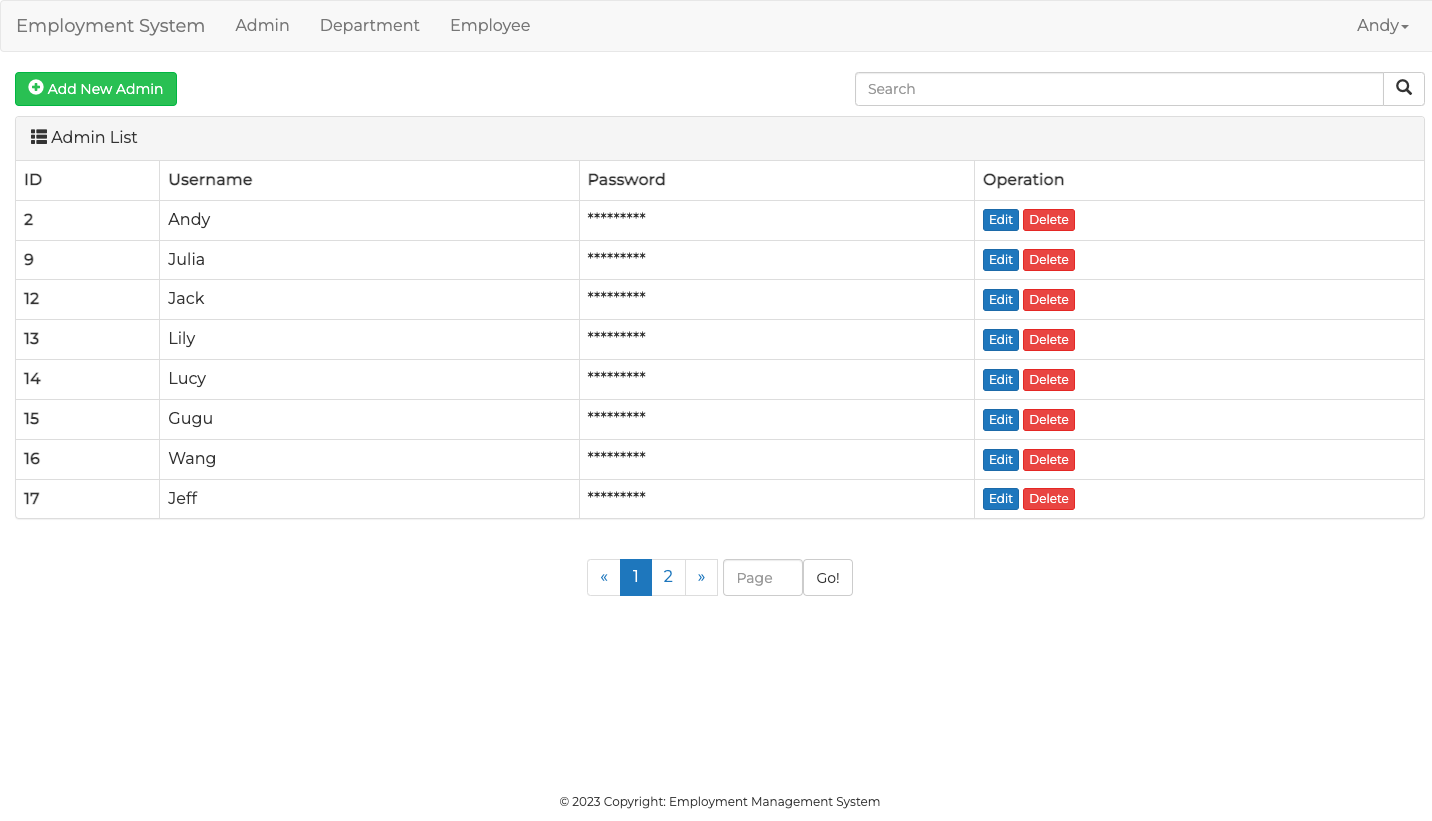 Employment System Admin Department Employee Andy
Add New Admin Search
Admin List
ID Username Password Operation
2 Andy ********* Edit Delete
9 Julia ********* Edit Delete
12 Jack ********* Edit Delete
13 Lily ********* Edit Delete
14 Lucy ********* Edit Delete
15 Gugu ********* Edit Delete
16 Wang ********* Edit Delete
17 Jeff ********* Edit Delete
« 1 2 » Page Go!
© 2023 Copyright: Employment Management System